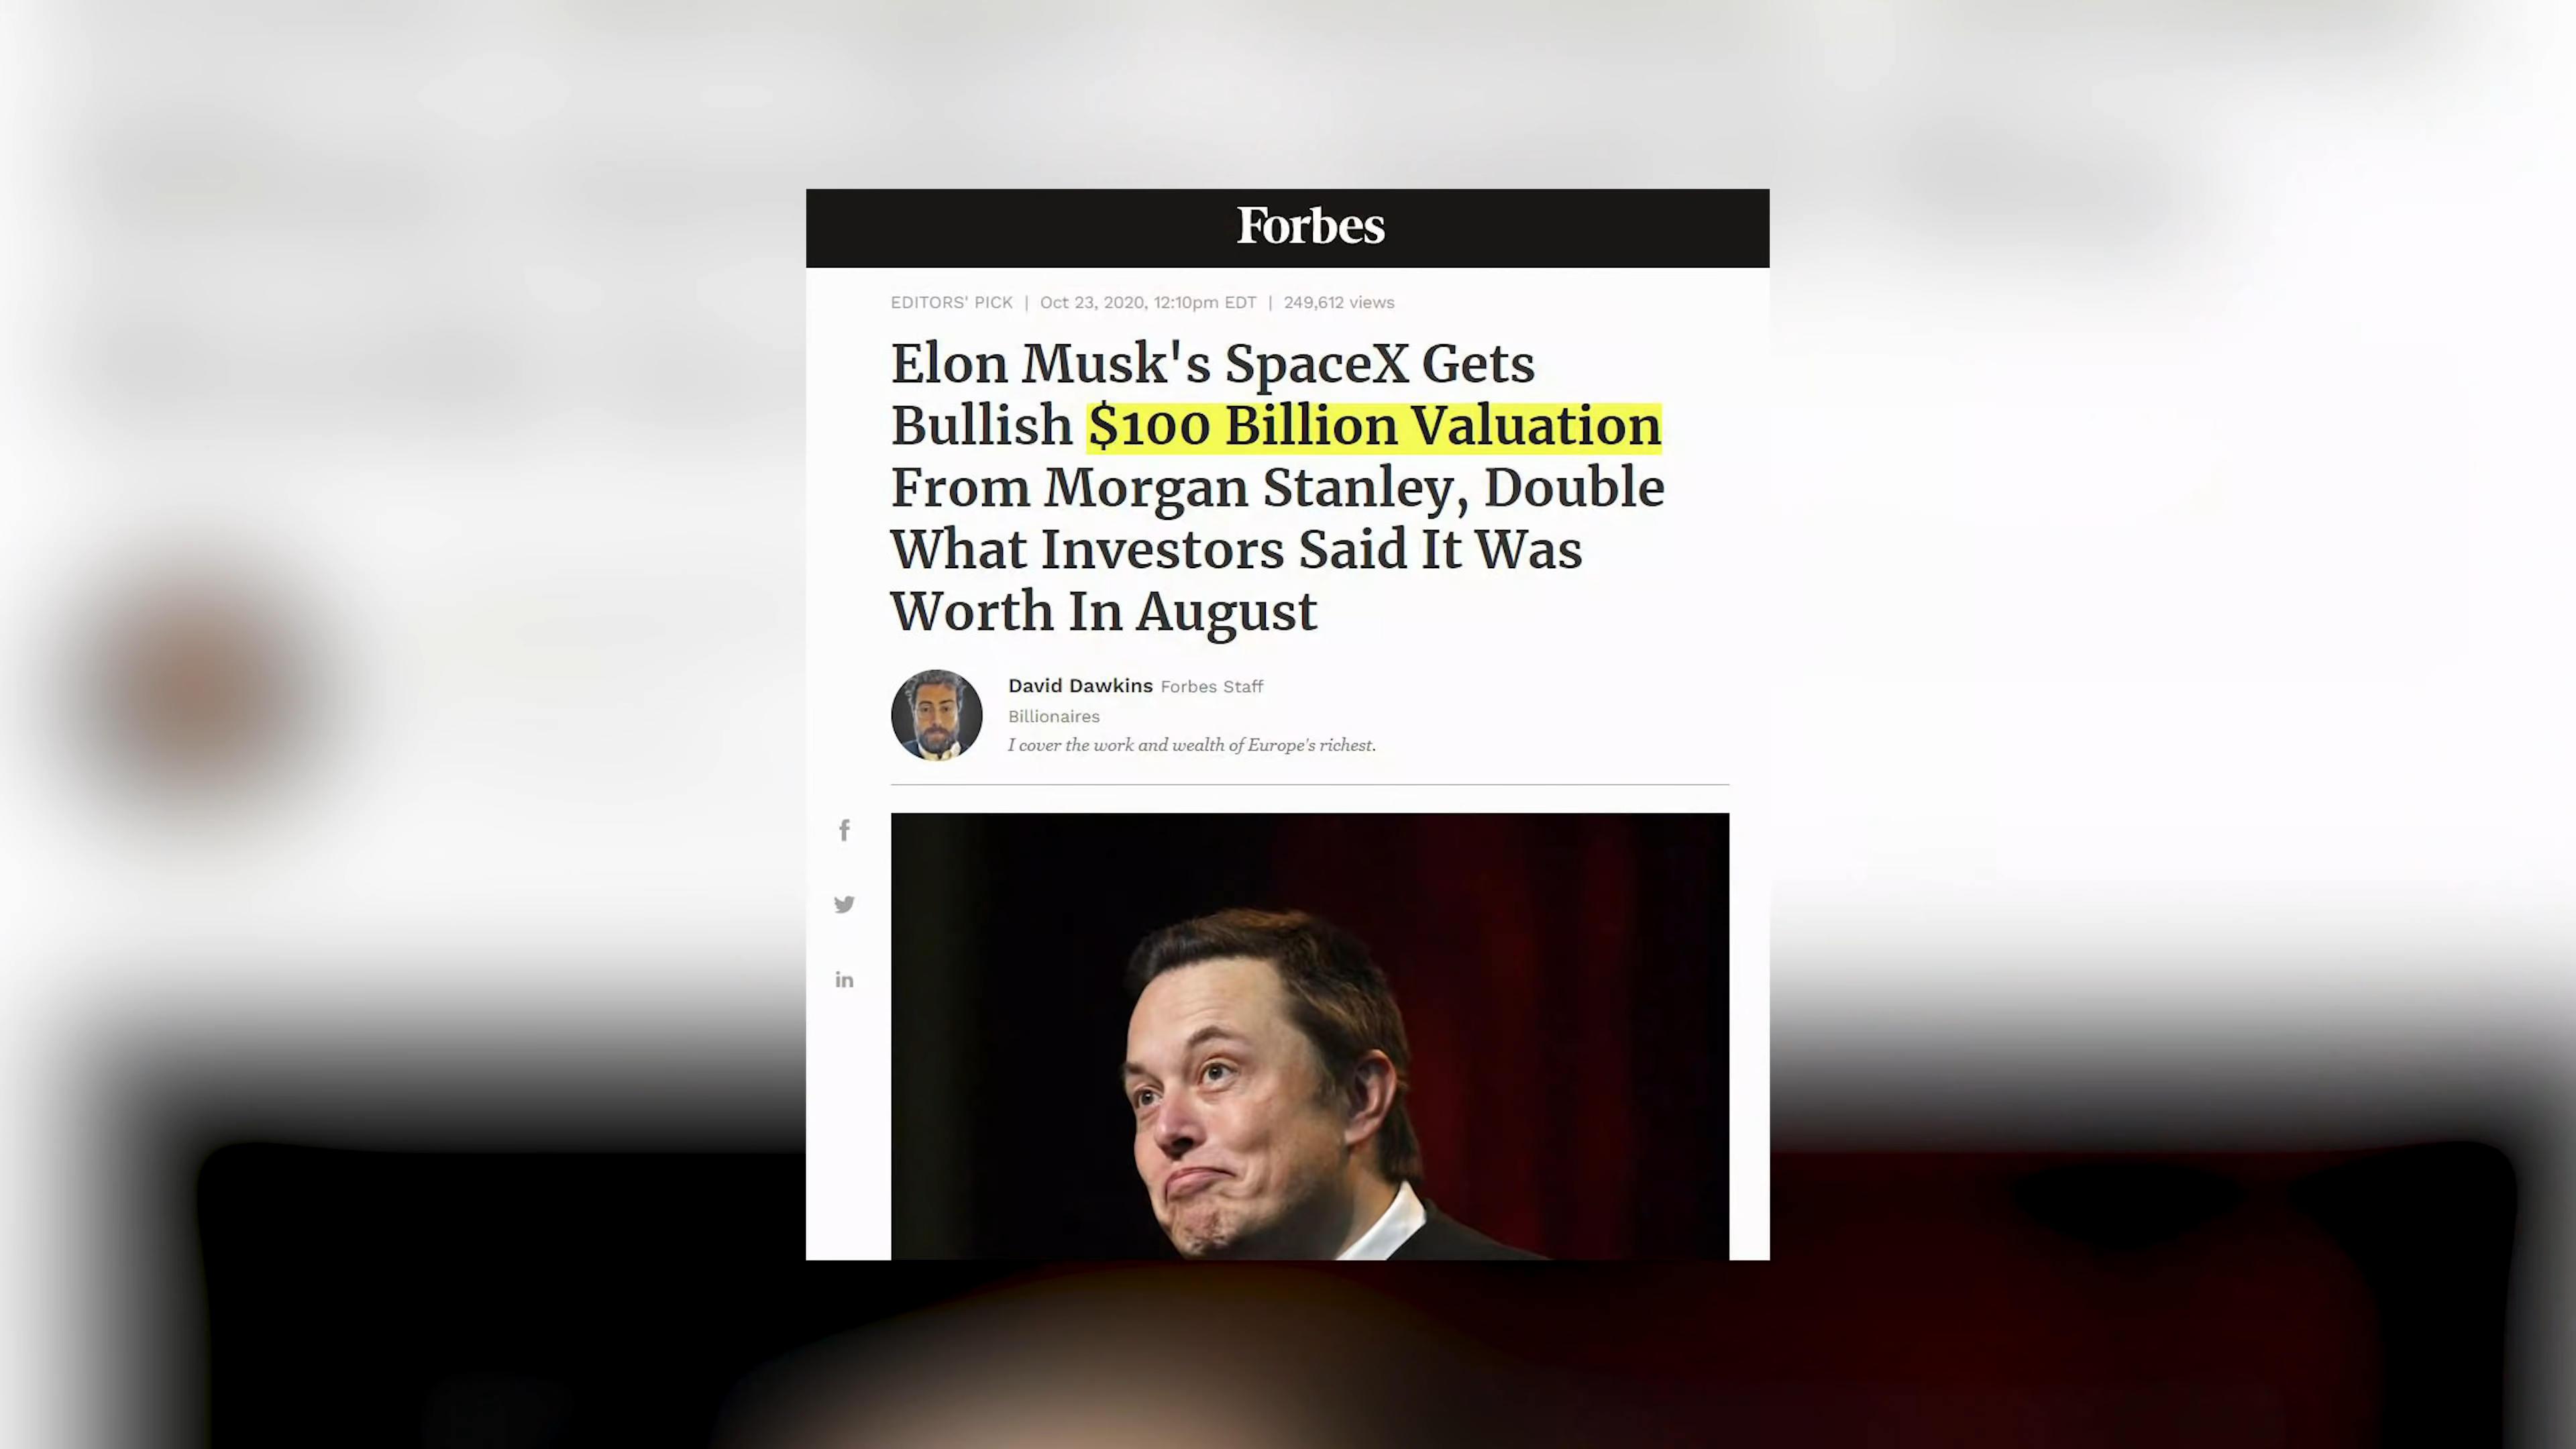 Forbes
EDITORS' PICK | Oct 23, 2020, 12:10pm EDT | 249,612 views
Elon Musk's SpaceX Gets
Bullish $100 Billion Valuation
From Morgan Stanley, Double
What Investors Said It Was
Worth In August
David Dawkins Forbes Staff
Billionaires
I cover the work and wealth of Europe's richest.
f
in